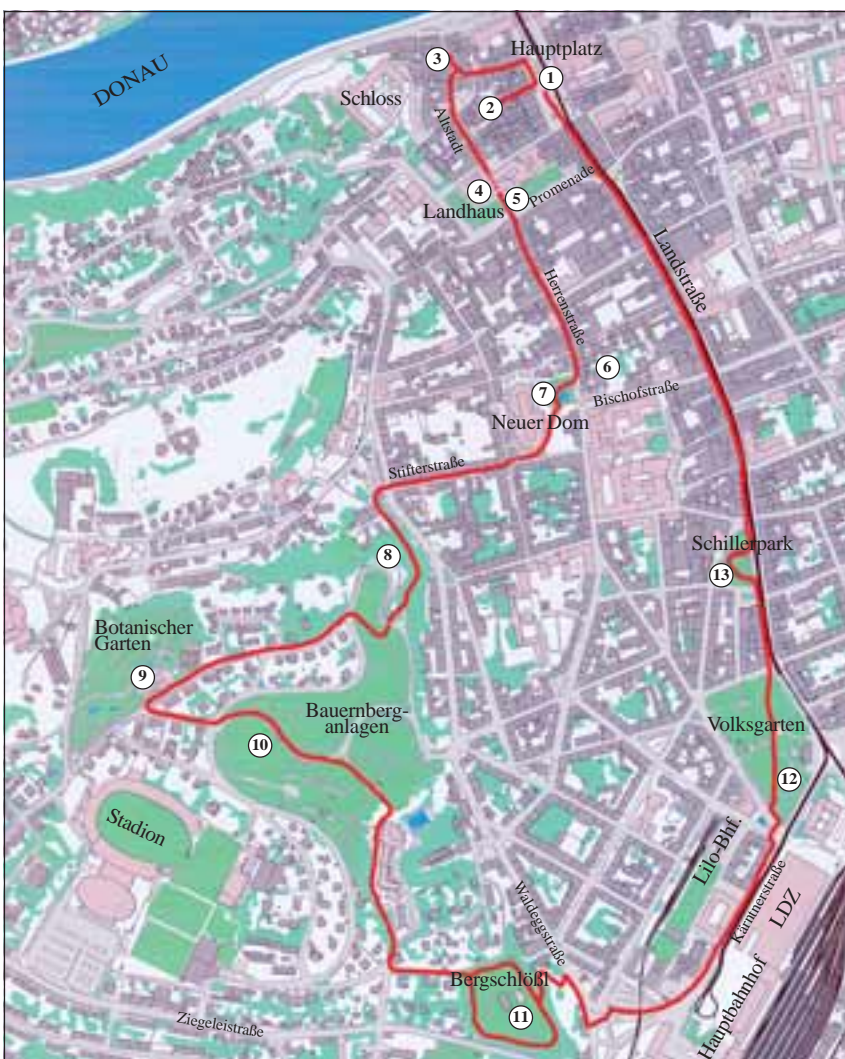 DONAU
Hauptplatz
3
1
Schloss
2
Altstadt
4
5
Promenade
Landhaus
Landstraße
Herrenstraße
6
7
Bischofstraße
Neuer Dom
Stifterstraße
8
Schillerpark
13
Botanischer
Garten
9
Bauernberg-
anlagen
10
Volksgarten
12
Stadion
Lilo-Bhf.
Kärntnerstraße
LDZ
Waldeggstraße
Bergschlößl
11
Hauptbahnhof
Ziegeleistraße